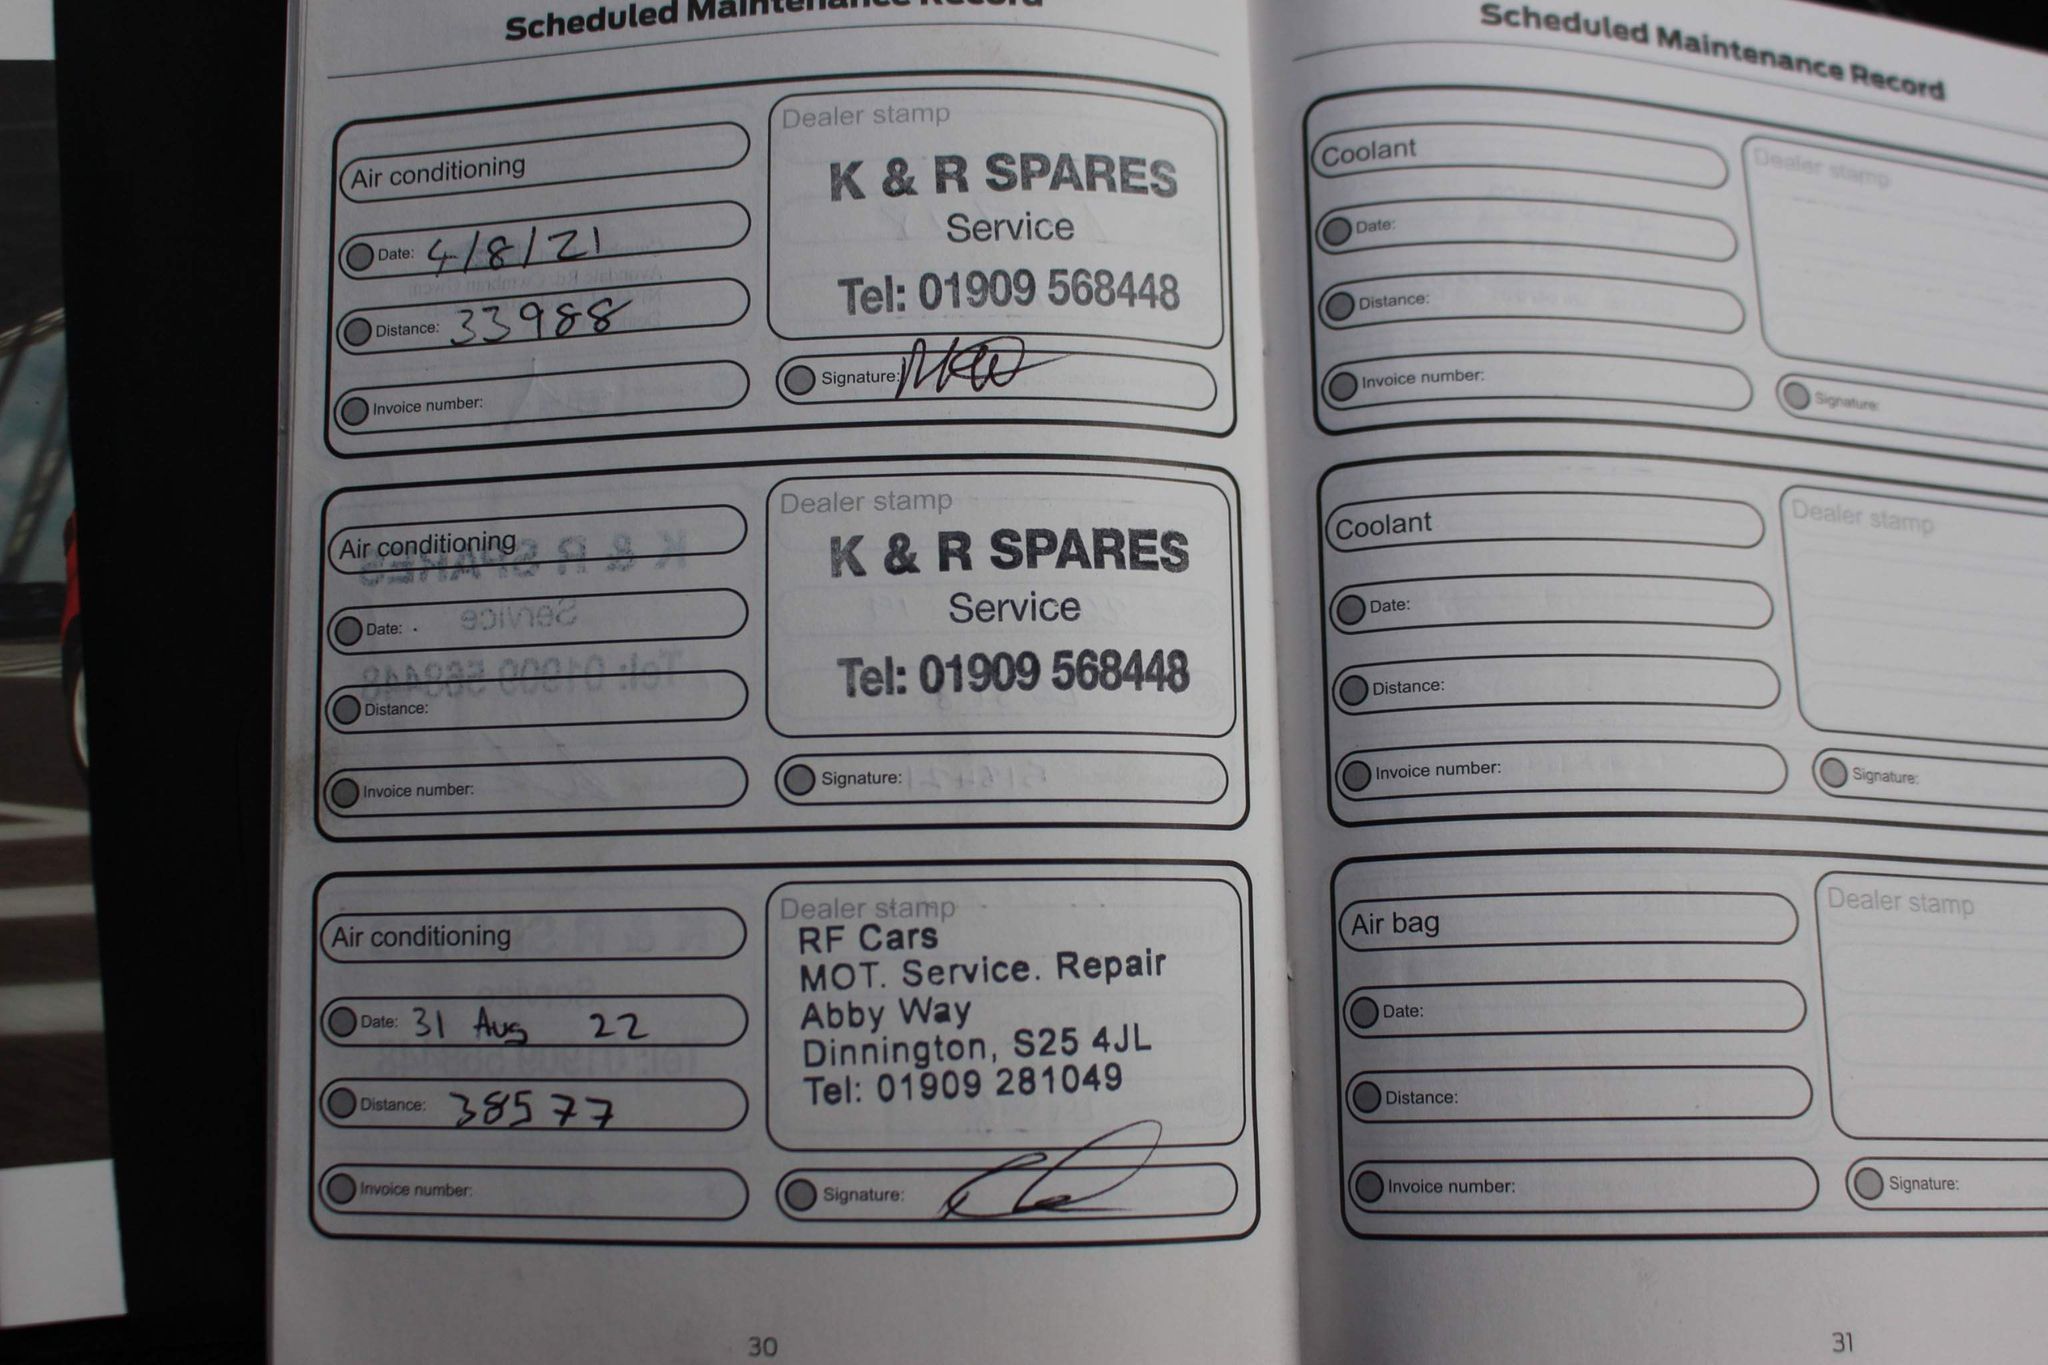 Scheduled Maintenance Record
Air conditioning
Date: 4/8/21
Distance: 33988
Invoice number:
Dealer stamp
K & R SPARES
Service
Tel: 01909 568448
Signature:
Air conditioning
Date:
Distance:
Invoice number:
Dealer stamp
K & R SPARES
Service
Tel: 01909 568448
Signature:
Air conditioning
Date: 31 Aug 22
Distance: 38577
Invoice number:
Dealer stamp
RF Cars
MOT. Service. Repair
Abby Way
Dinnington, S25 4JL
Tel: 01909 281049
Signature:
30
Scheduled Maintenance Record
Coolant
Date:
Distance:
Invoice number:
Dealer stamp
Signature:
Coolant
Date:
Distance:
Invoice number:
Dealer stamp
Signature:
Air bag
Date:
Distance:
Invoice number:
Dealer stamp
Signature:
31